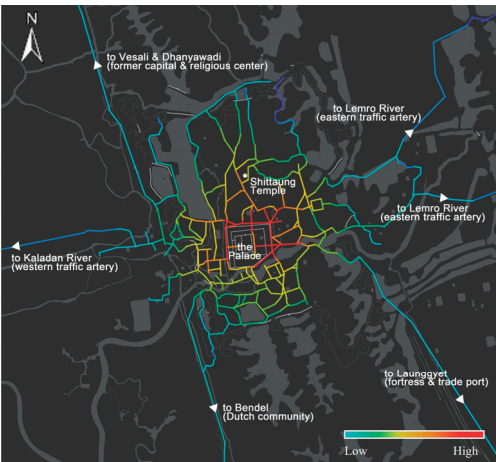 N
to Vesali & Dhanyawadi
(former capital & religious center)
to Lemro River
(eastern traffic artery)
Shittaung
Temple
to Lemro River
(eastern traffic artery)
the
Palace
to Kaladan River
(western traffic artery)
to Launggyet
(fortress & trade port)
to Bendel
(Dutch community)
Low High